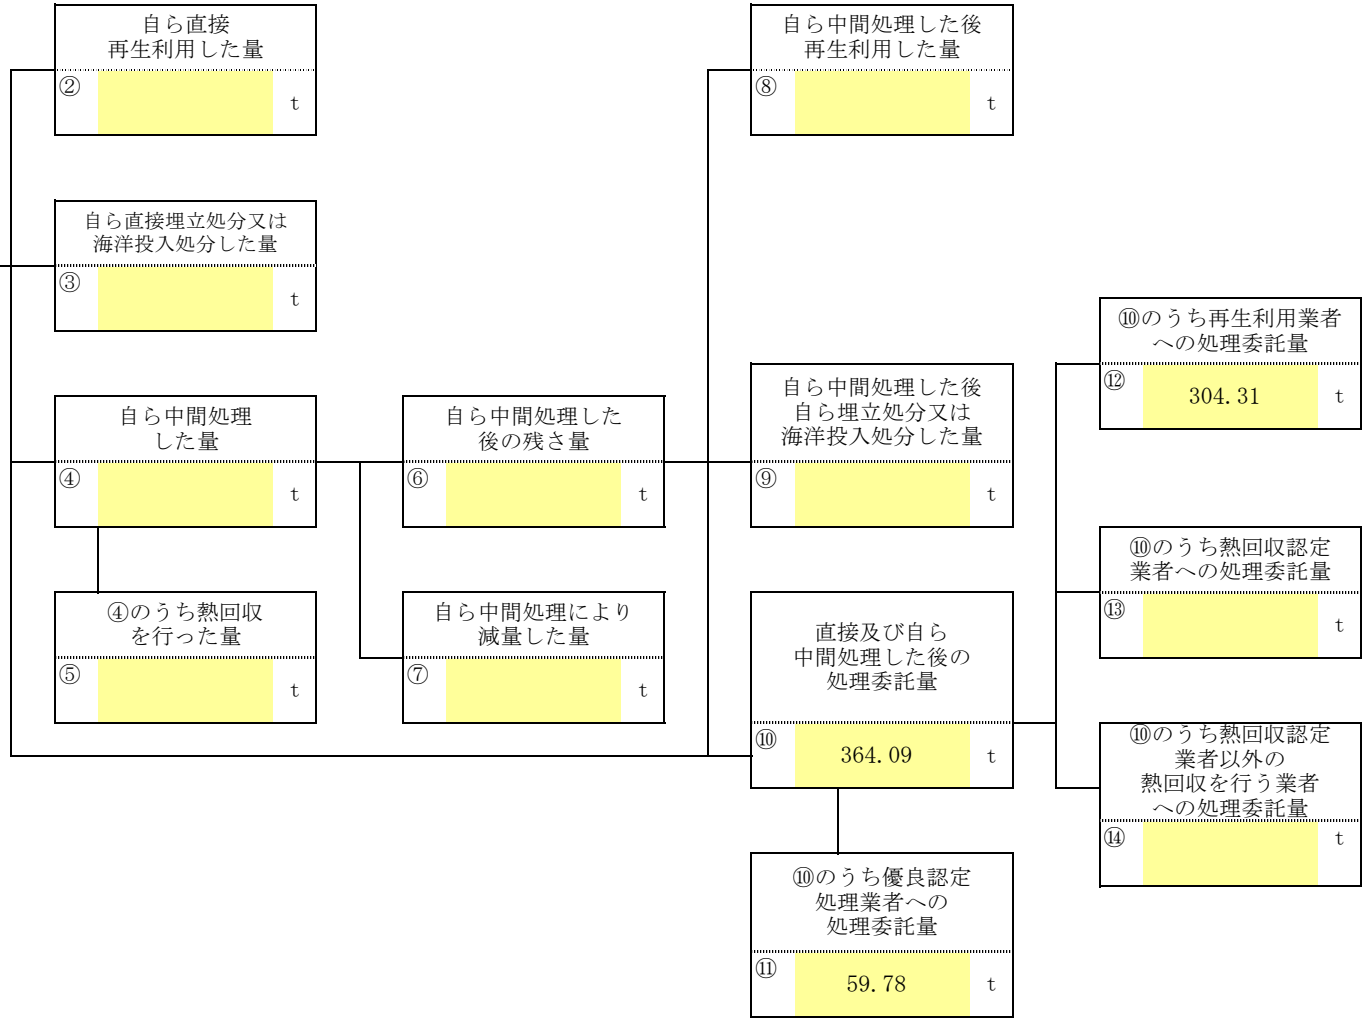 自ら直接
再生利用した量
② t
自ら中間処理した後
再生利用した量
⑧ t
自ら直接埋立処分又は
海洋投入処分した量
③ t
⑩のうち再生利用業者
への処理委託量
⑫ 304.31 t
自ら中間処理
した量
④ t
自ら中間処理した
後の残さ量
⑥ t
自ら中間処理した後
自ら埋立処分又は
海洋投入処分した量
⑨ t
⑩のうち熱回収認定
業者への処理委託量
⑬ t
④のうち熱回収
を行った量
⑤ t
自ら中間処理により
減量した量
⑦ t
直接及び自ら
中間処理した後の
処理委託量
⑩ 364.09 t
⑩のうち熱回収認定
業者以外の
熱回収を行う業者
への処理委託量
⑭ t
⑩のうち優良認定
処理業者への
処理委託量
⑪ 59.78 t